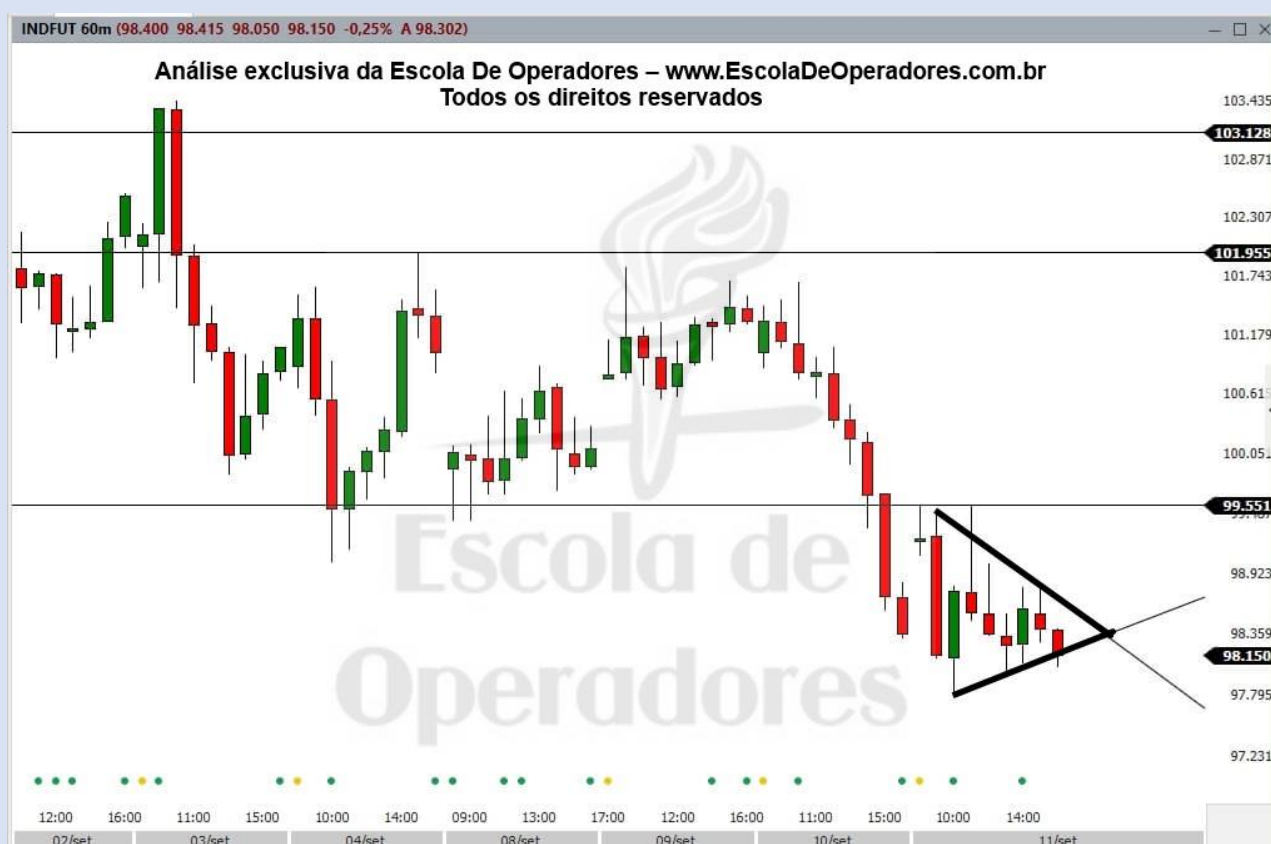 INDFUT 60m (98.400 98.415 98.050 98.150 -0,25% A 98.302)
Análise exclusiva da Escola De Operadores – www.EscolaDeOperadores.com.br
Todos os direitos reservados
103.435
103.128
102.871
102.307
101.955
101.743
101.179
100.615
100.051
99.551
98.923
98.359
98.150
97.795
97.231
Escola de
Operadores
12:00 16:00 11:00 15:00 10:00 14:00 09:00 13:00 17:00 12:00 16:00 11:00 15:00 10:00 14:00
02/set 03/set 04/set 08/set 09/set 10/set 11/set